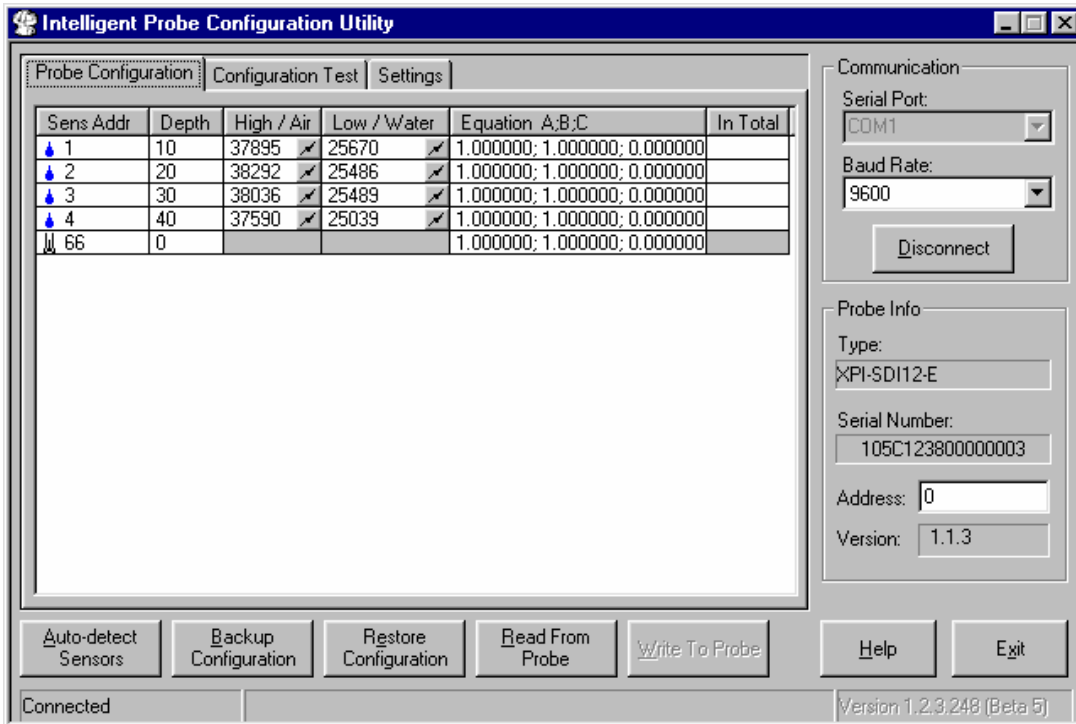 Intelligent Probe Configuration Utility
Probe Configuration Configuration Test Settings
Sens Addr Depth High / Air Low / Water Equation A;B;C In Total
1 10 37895 25670 1.000000; 1.000000; 0.000000
2 20 38292 25486 1.000000; 1.000000; 0.000000
3 30 38036 25489 1.000000; 1.000000; 0.000000
4 40 37590 25039 1.000000; 1.000000; 0.000000
66 0 1.000000; 1.000000; 0.000000
Communication
Serial Port:
COM1
Baud Rate:
9600
Disconnect
Probe Info
Type:
XPI-SDI12-E
Serial Number:
105C123800000003
Address: 0
Version: 1.1.3
Auto-detect
Sensors
Backup
Configuration
Restore
Configuration
Read From
Probe
Write To Probe
Help
Exit
Connected
Version 1.2.3.248 (Beta 5)